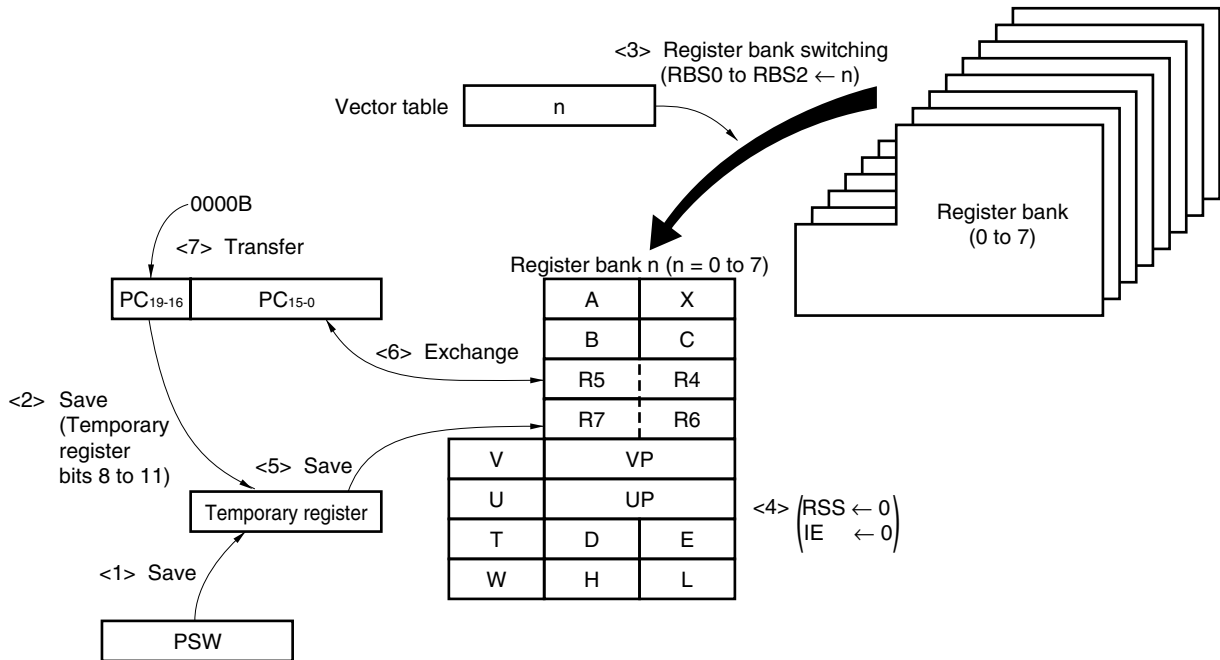 <3> Register bank switching
(RBS0 to RBS2 ← n)
Vector table
n
Register bank
(0 to 7)
0000B
<7> Transfer
PC19-16
PC15-0
Register bank n (n = 0 to 7)
A X
B C
<6> Exchange
R5 R4
R7 R6
<2> Save
(Temporary
register
bits 8 to 11)
<5> Save
V VP
U UP
T D E
W H L
<4> (RSS ← 0
IE ← 0)
Temporary register
<1> Save
PSW